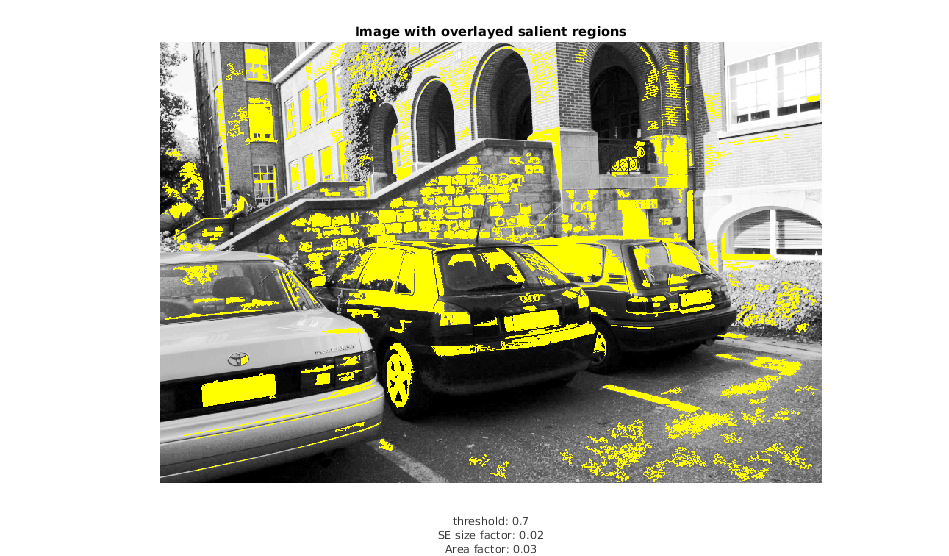 Image with overlayed salient regions
threshold: 0.7
SE size factor: 0.02
Area factor: 0.03